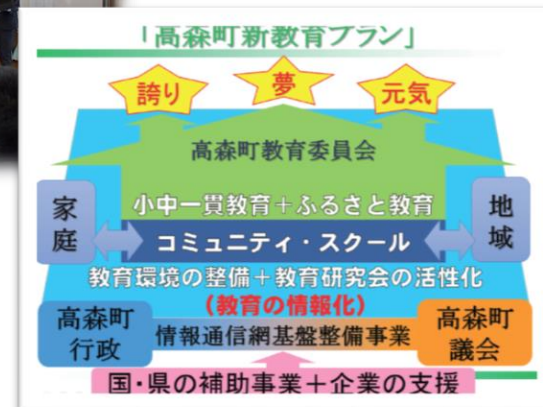 「高森町新教育プラン」
誇り
夢
元気
高森町教育委員会
家庭
小中一貫教育+ふるさと教育
地域
コミュニティ・スクール
教育環境の整備+教育研究会の活性化
(教育の情報化)
高森町
行政
情報通信網基盤整備事業
高森町
議会
国・県の補助事業+企業の支援